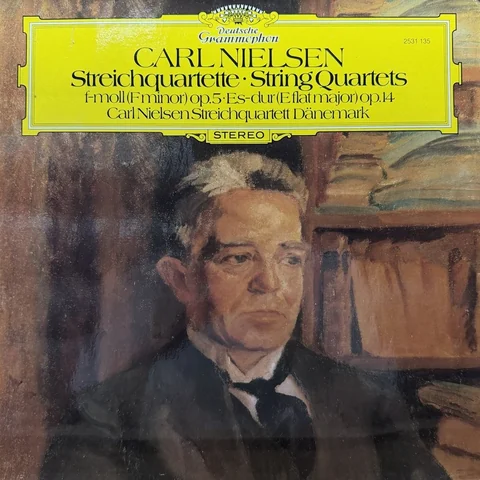 Deutsche
Grammophon
2531 135
CARL NIELSEN
Streichquartette · String Quartets
f-moll (F minor) op. 5 · Es-dur (E flat major) op. 14
Carl Nielsen Streichquartett Dänemark
STEREO